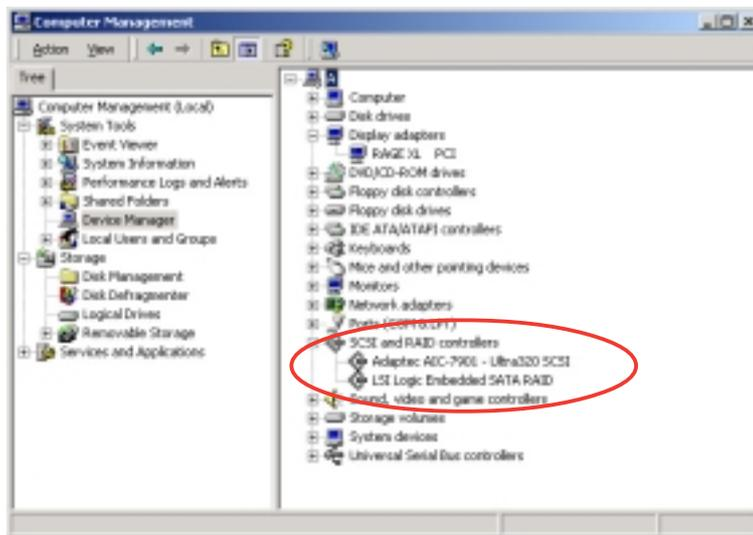 Computer Management
Action View
Tree
Computer Management (Local)
System Tools
Event Viewer
System Information
Performance Logs and Alerts
Shared Folders
Device Manager
Local Users and Groups
Storage
Disk Management
Disk Defragmenter
Logical Drives
Removable Storage
Services and Applications
Computer
Disk drives
Display adapters
RAGE XL PCI
DVD/CD-ROM drives
Floppy disk controllers
Floppy disk drives
IDE ATA/ATAPI controllers
Keyboards
Mice and other pointing devices
Monitors
Network adapters
Ports (COM & LPT)
SCSI and RAID controllers
Adaptec AIC-7901 - Ultra320 SCSI
LSI Logic Embedded SATA RAID
Sound, video and game controllers
Storage volumes
System devices
Universal Serial Bus controllers